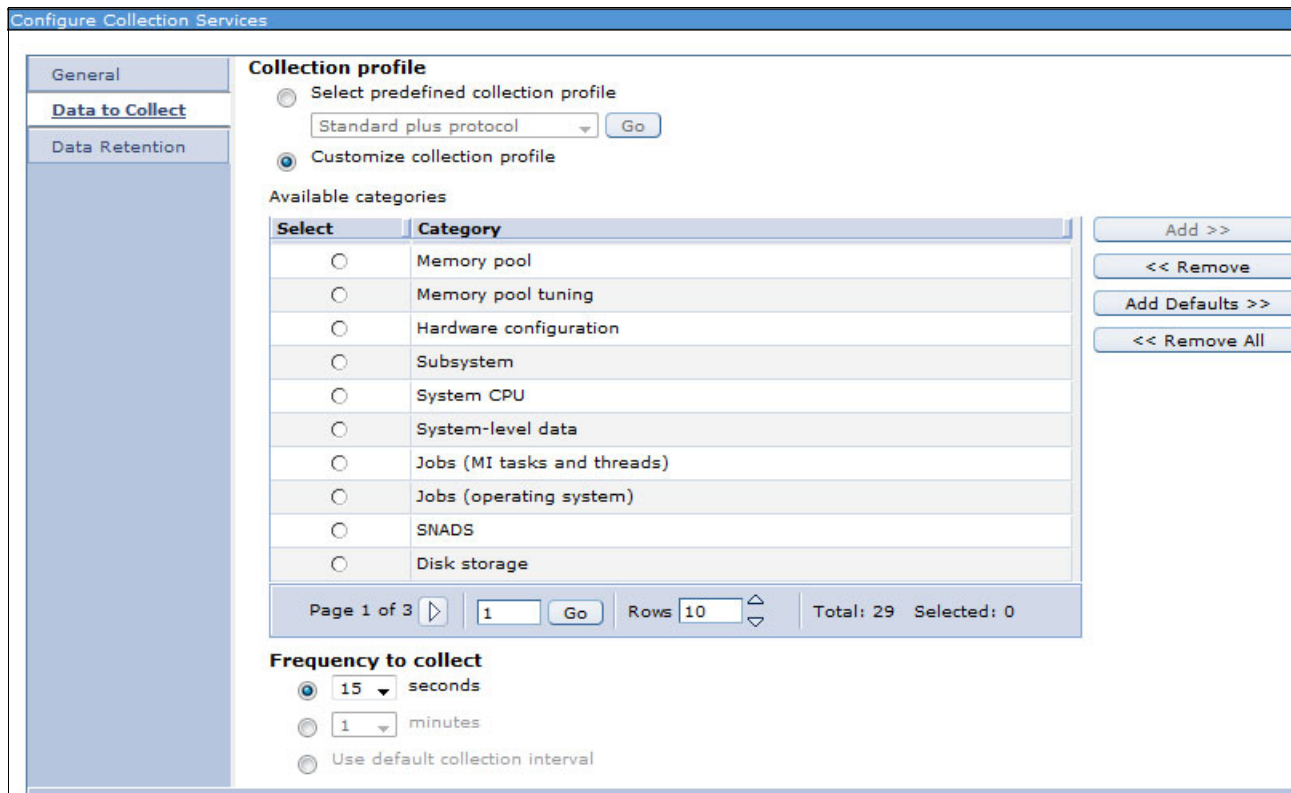 Configure Collection Services
General
Data to Collect
Data Retention
Collection profile
Select predefined collection profile
Standard plus protocol Go
Customize collection profile
Available categories
Select Category
Memory pool
Memory pool tuning
Hardware configuration
Subsystem
System CPU
System-level data
Jobs (MI tasks and threads)
Jobs (operating system)
SNADS
Disk storage
Add >>
<< Remove
Add Defaults >>
<< Remove All
Page 1 of 3 1 Go Rows 10 Total: 29 Selected: 0
Frequency to collect
15 seconds
1 minutes
Use default collection interval